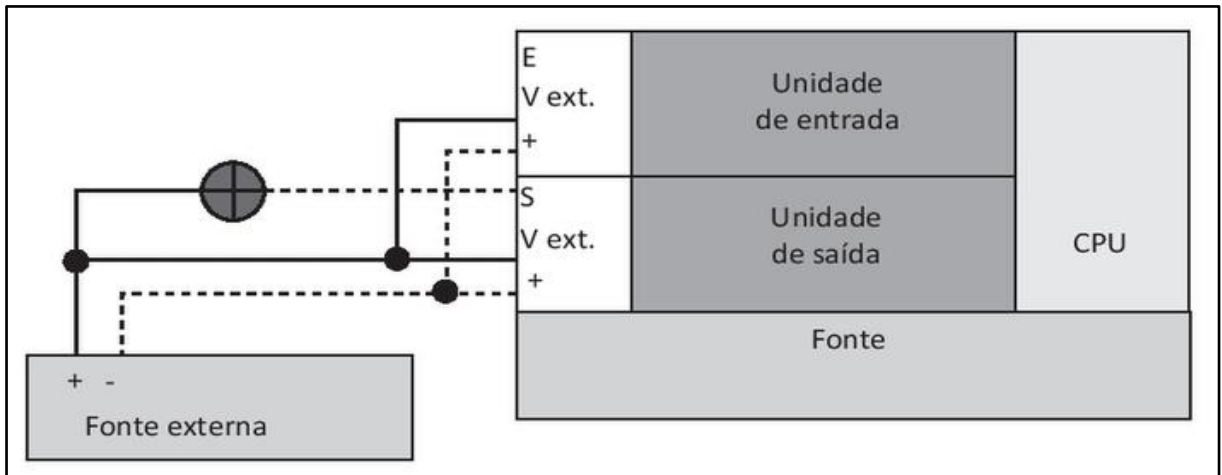 E
V ext.
+
Unidade
de entrada
S
V ext.
+
Unidade
de saída
CPU
Fonte
+ -
Fonte externa